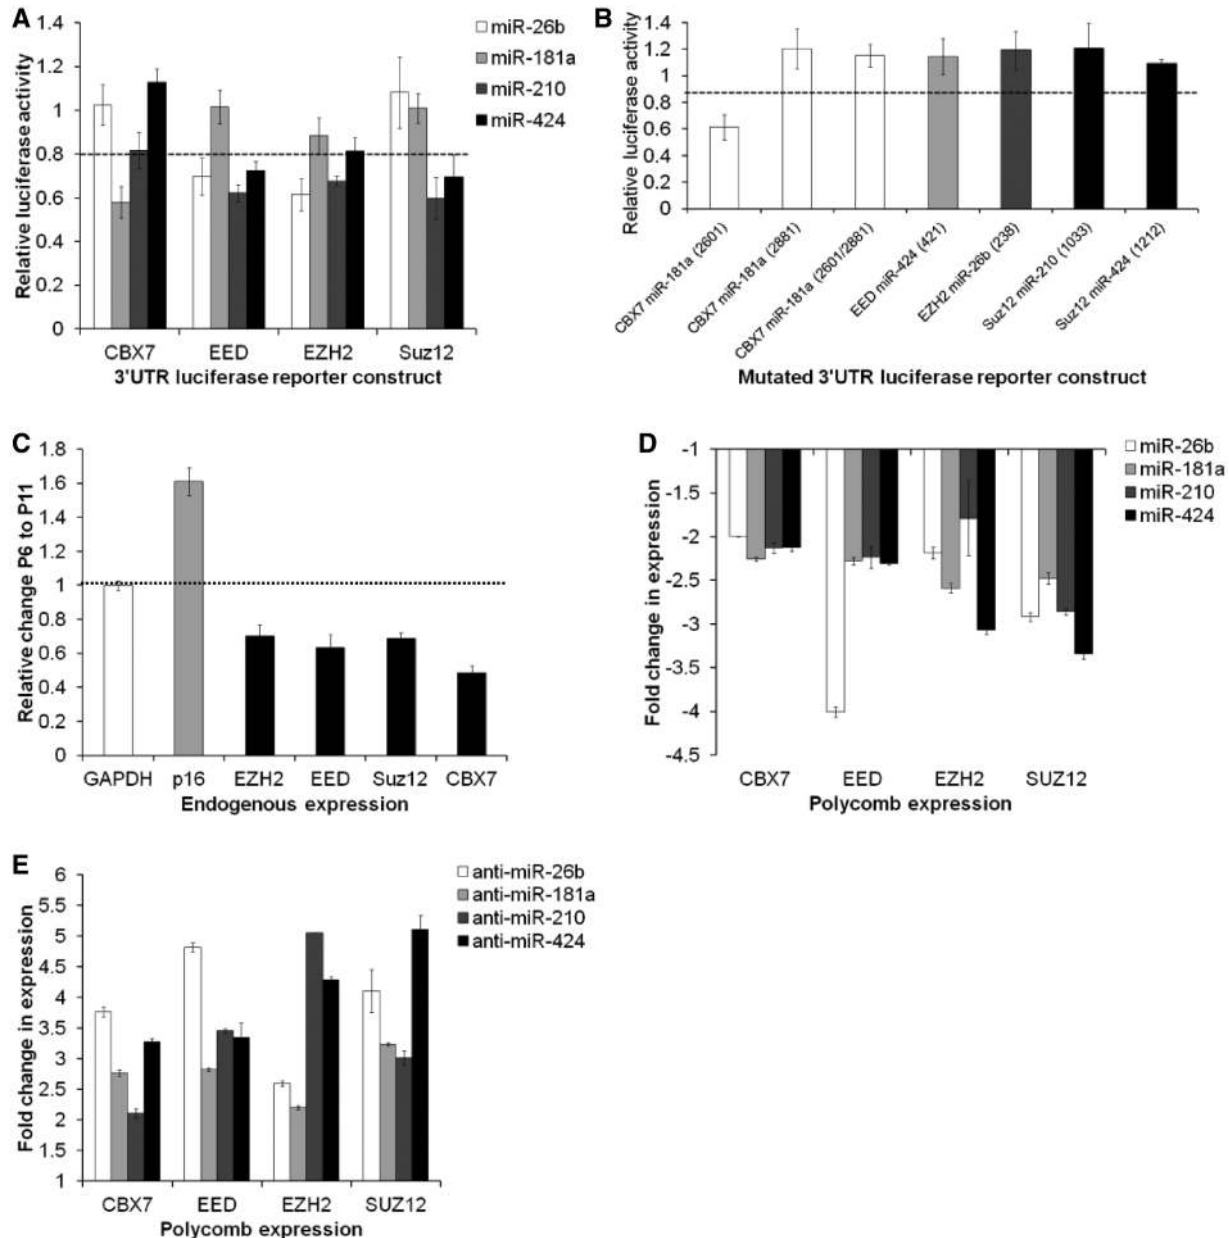 A
1.4
1.2
1
0.8
0.6
0.4
0.2
0
Relative luciferase activity
miR-26b
miR-181a
miR-210
miR-424
CBX7 EED EZH2 Suz12
3'UTR luciferase reporter construct
B
1.4
1.2
1
0.8
0.6
0.4
0.2
0
Relative luciferase activity
CBX7 miR-181a (2601)
CBX7 miR-181a (2881)
CBX7 miR-181a (2601/2881)
EED miR-424 (421)
EZH2 miR-26b (238)
Suz12 miR-210 (1033)
Suz12 miR-424 (1212)
Mutated 3'UTR luciferase reporter construct
C
1.8
1.6
1.4
1.2
1
0.8
0.6
0.4
0.2
0
Relative change P6 to P11
GAPDH p16 EZH2 EED Suz12 CBX7
Endogenous expression
D
-1
-1.5
-2
-2.5
-3
-3.5
-4
-4.5
Fold change in expression
miR-26b
miR-181a
miR-210
miR-424
CBX7 EED EZH2 SUZ12
Polycomb expression
E
6
5.5
5
4.5
4
3.5
3
2.5
2
1.5
1
Fold change in expression
anti-miR-26b
anti-miR-181a
anti-miR-210
anti-miR-424
CBX7 EED EZH2 SUZ12
Polycomb expression